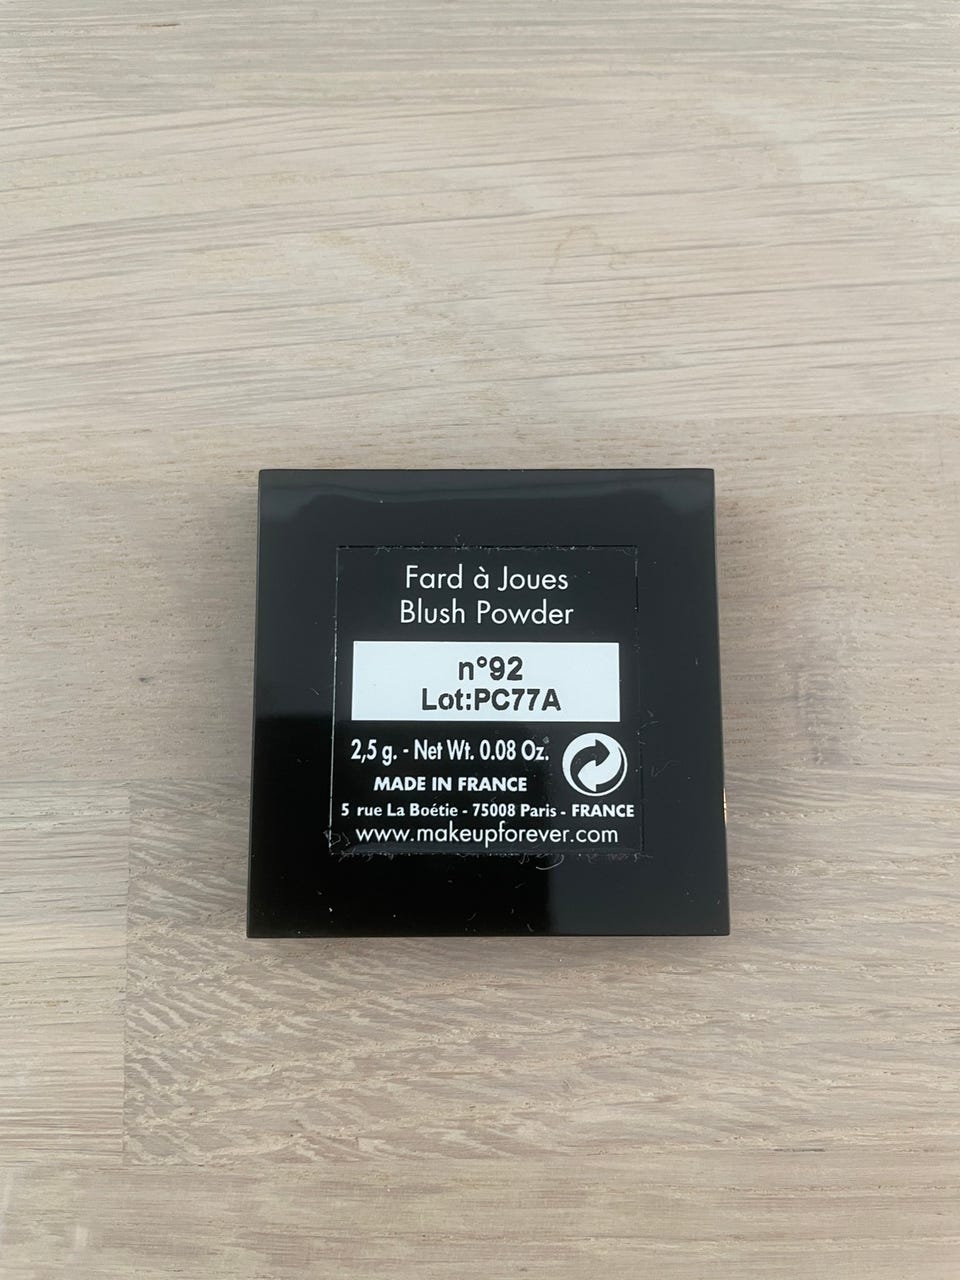 Fard à Joues
Blush Powder
n°92
Lot:PC77A
2,5 g. - Net Wt. 0.08 Oz.
MADE IN FRANCE
5 rue La Boétie - 75008 Paris - FRANCE
www.makeupforever.com